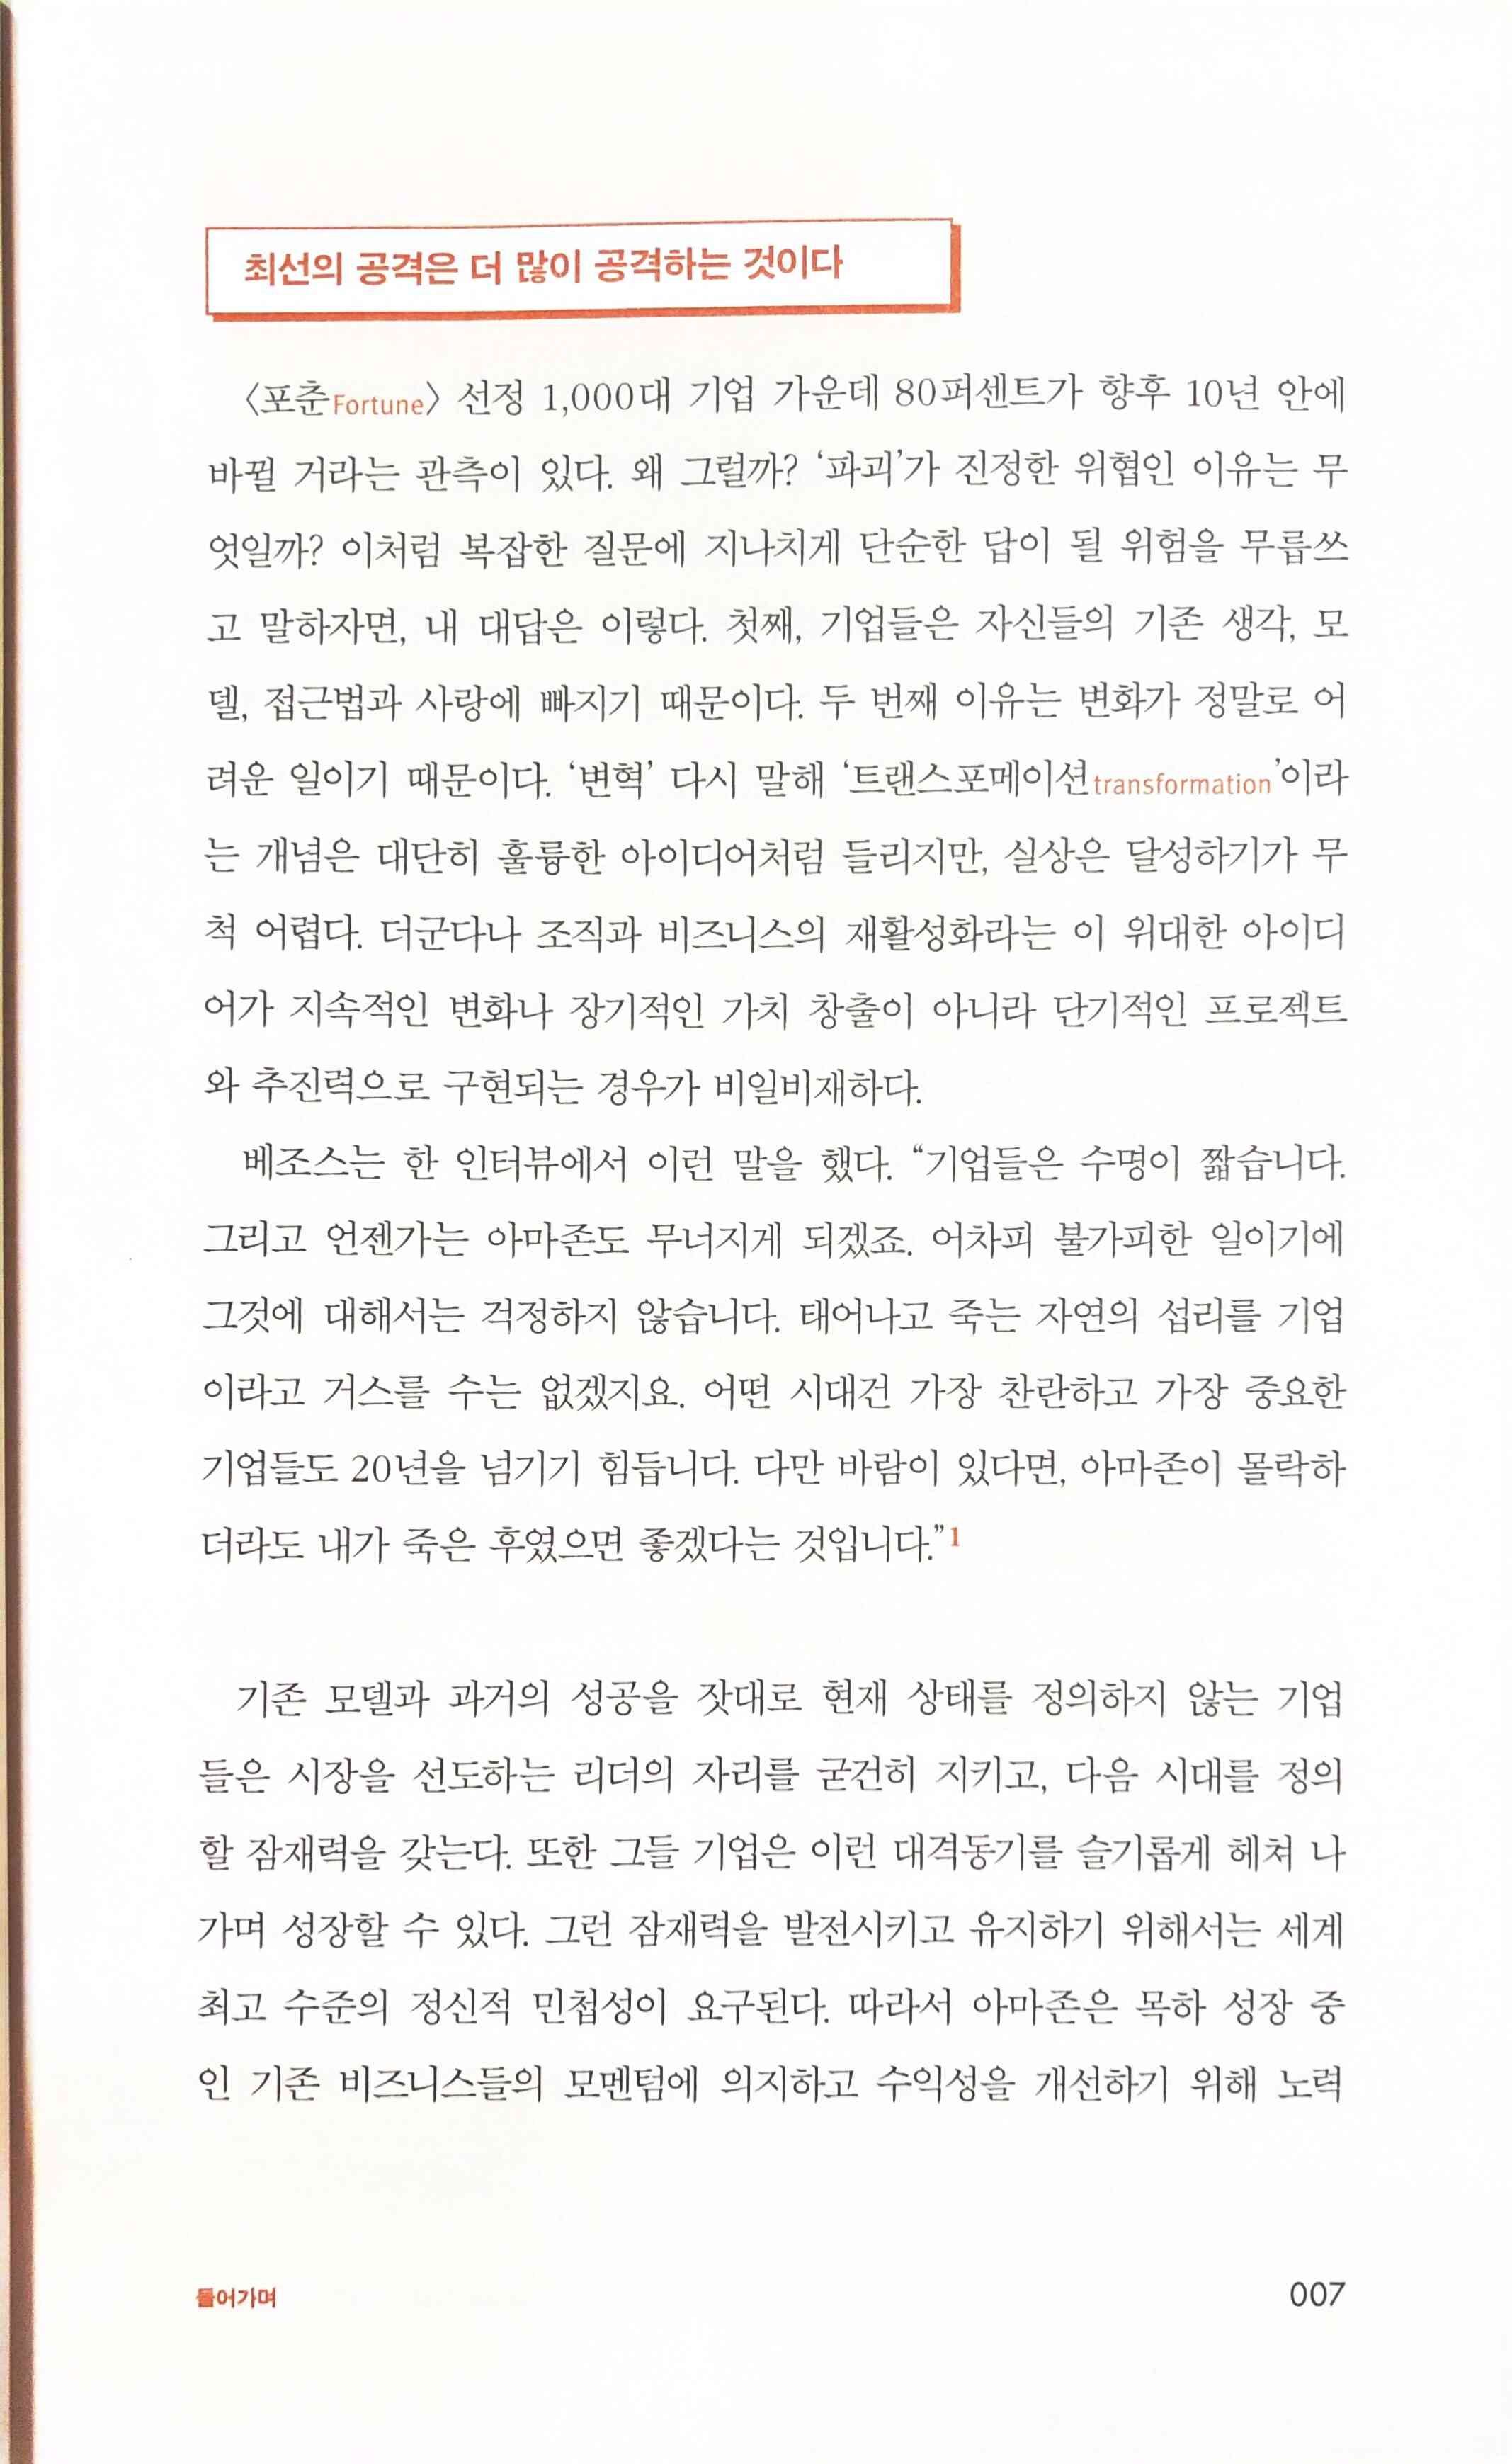 최선의 공격은 더 많이 공격하는 것이다
〈포춘Fortune〉 선정 1,000대 기업 가운데 80퍼센트가 향후 10년 안에
바뀔 거라는 관측이 있다. 왜 그럴까? ‘파괴’가 진정한 위협인 이유는 무
엇일까? 이처럼 복잡한 질문에 지나치게 단순한 답이 될 위험을 무릅쓰
고 말하자면, 내 대답은 이렇다. 첫째, 기업들은 자신들의 기존 생각, 모
델, 접근법과 사랑에 빠지기 때문이다. 두 번째 이유는 변화가 정말로 어
려운 일이기 때문이다. ‘변혁’ 다시 말해 ‘트랜스포메이션transformation’이라
는 개념은 대단히 훌륭한 아이디어처럼 들리지만, 실상은 달성하기가 무
척 어렵다. 더군다나 조직과 비즈니스의 재활성화라는 이 위대한 아이디
어가 지속적인 변화나 장기적인 가치 창출이 아니라 단기적인 프로젝트
와 추진력으로 구현되는 경우가 비일비재하다.
베조스는 한 인터뷰에서 이런 말을 했다. “기업들은 수명이 짧습니다.
그리고 언젠가는 아마존도 무너지게 되겠죠. 어차피 불가피한 일이기에
그것에 대해서는 걱정하지 않습니다. 태어나고 죽는 자연의 섭리를 기업
이라고 거스를 수는 없겠지요. 어떤 시대건 가장 찬란하고 가장 중요한
기업들도 20년을 넘기기 힘듭니다. 다만 바람이 있다면, 아마존이 몰락하
더라도 내가 죽은 후였으면 좋겠다는 것입니다.”1
기존 모델과 과거의 성공을 잣대로 현재 상태를 정의하지 않는 기업
들은 시장을 선도하는 리더의 자리를 굳건히 지키고, 다음 시대를 정의
할 잠재력을 갖는다. 또한 그들 기업은 이런 대격동기를 슬기롭게 헤쳐 나
가며 성장할 수 있다. 그런 잠재력을 발전시키고 유지하기 위해서는 세계
최고 수준의 정신적 민첩성이 요구된다. 따라서 아마존은 목하 성장 중
인 기존 비즈니스들의 모멘텀에 의지하고 수익성을 개선하기 위해 노력
들어가며
007